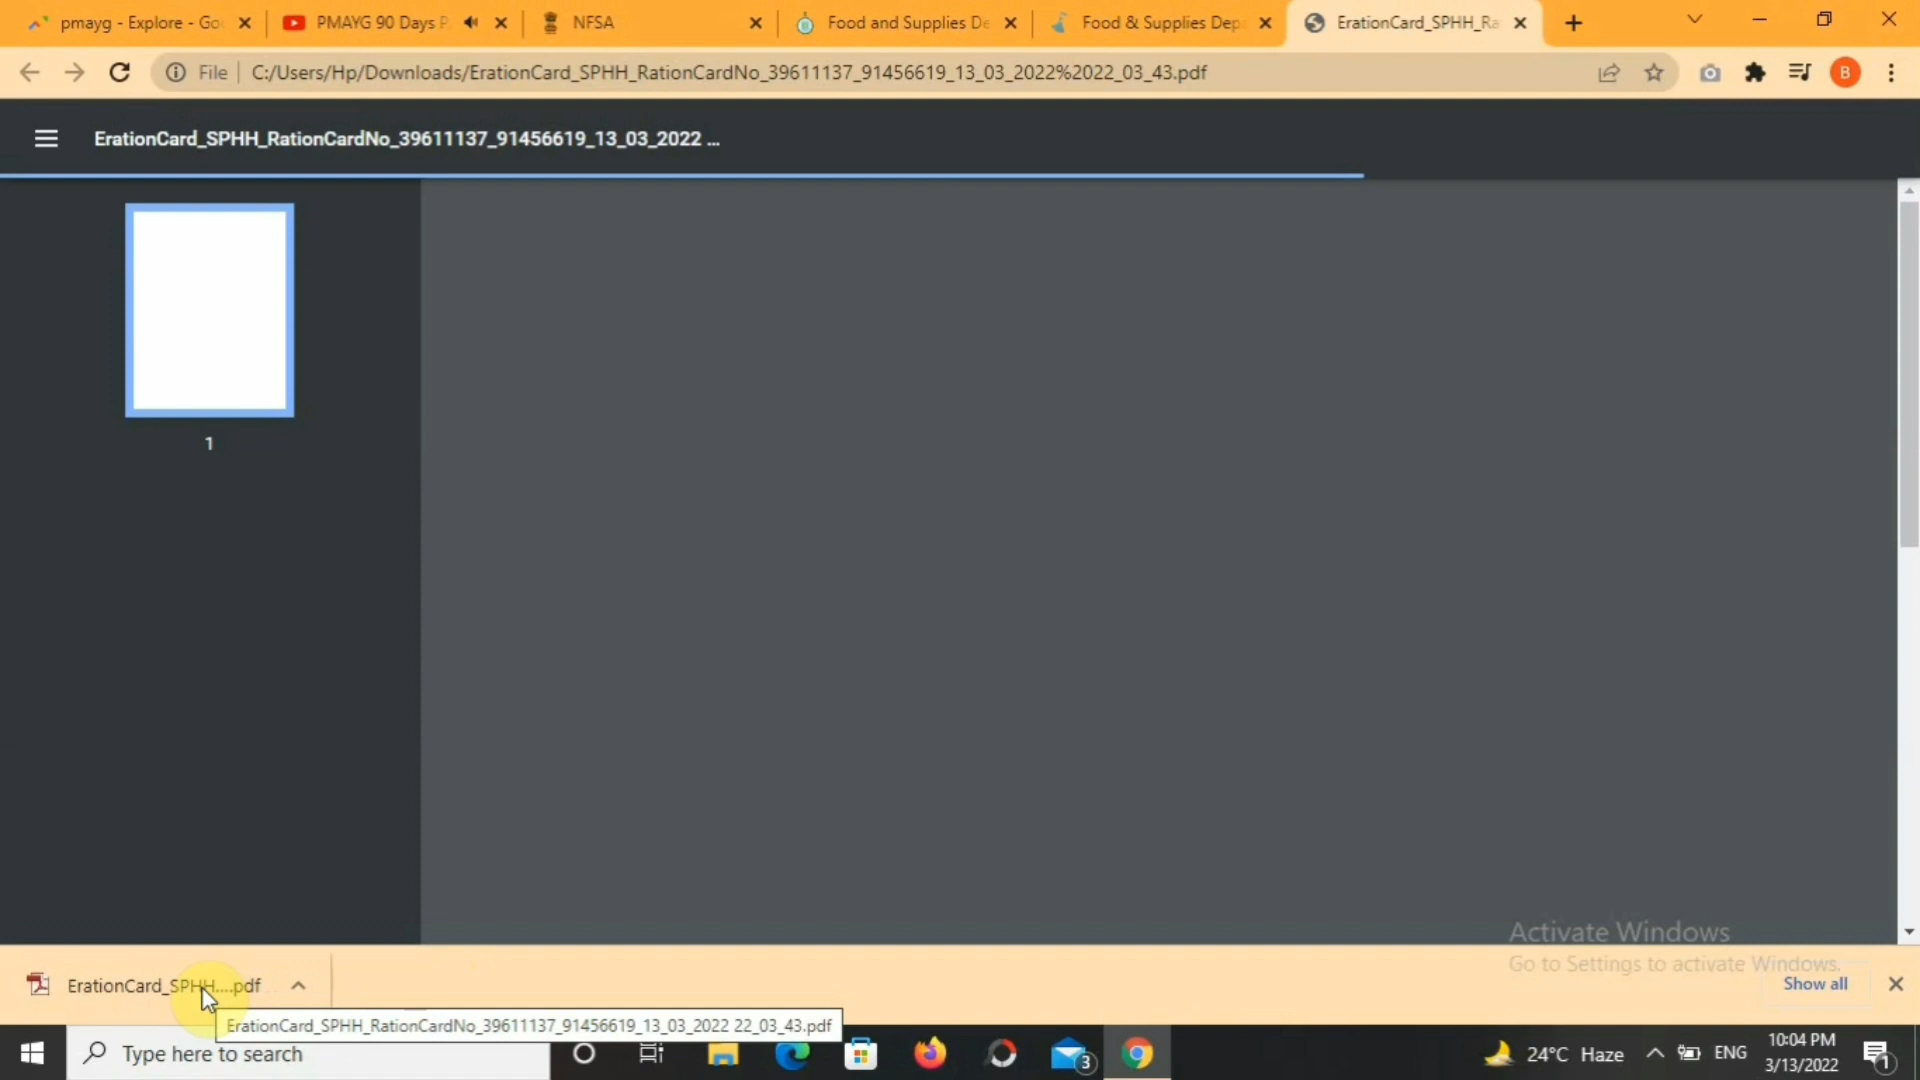 pmayg - Explore - Go
PMAYG 90 Days P
NFSA
Food and Supplies De
Food & Supplies Dep
ErationCard_SPHH_Ra
File
C:/Users/Hp/Downloads/ErationCard_SPHH_RationCardNo_39611137_91456619_13_03_2022%2022_03_43.pdf
B
ErationCard_SPHH_RationCardNo_39611137_91456619_13_03_2022 ...
1
Activate Windows
Go to Settings to activate Windows.
ErationCard_SPHH....pdf
Show all
ErationCard_SPHH_RationCardNo_39611137_91456619_13_03_2022 22_03_43.pdf
Type here to search
3
24°C Haze
ENG
10:04 PM
3/13/2022
1